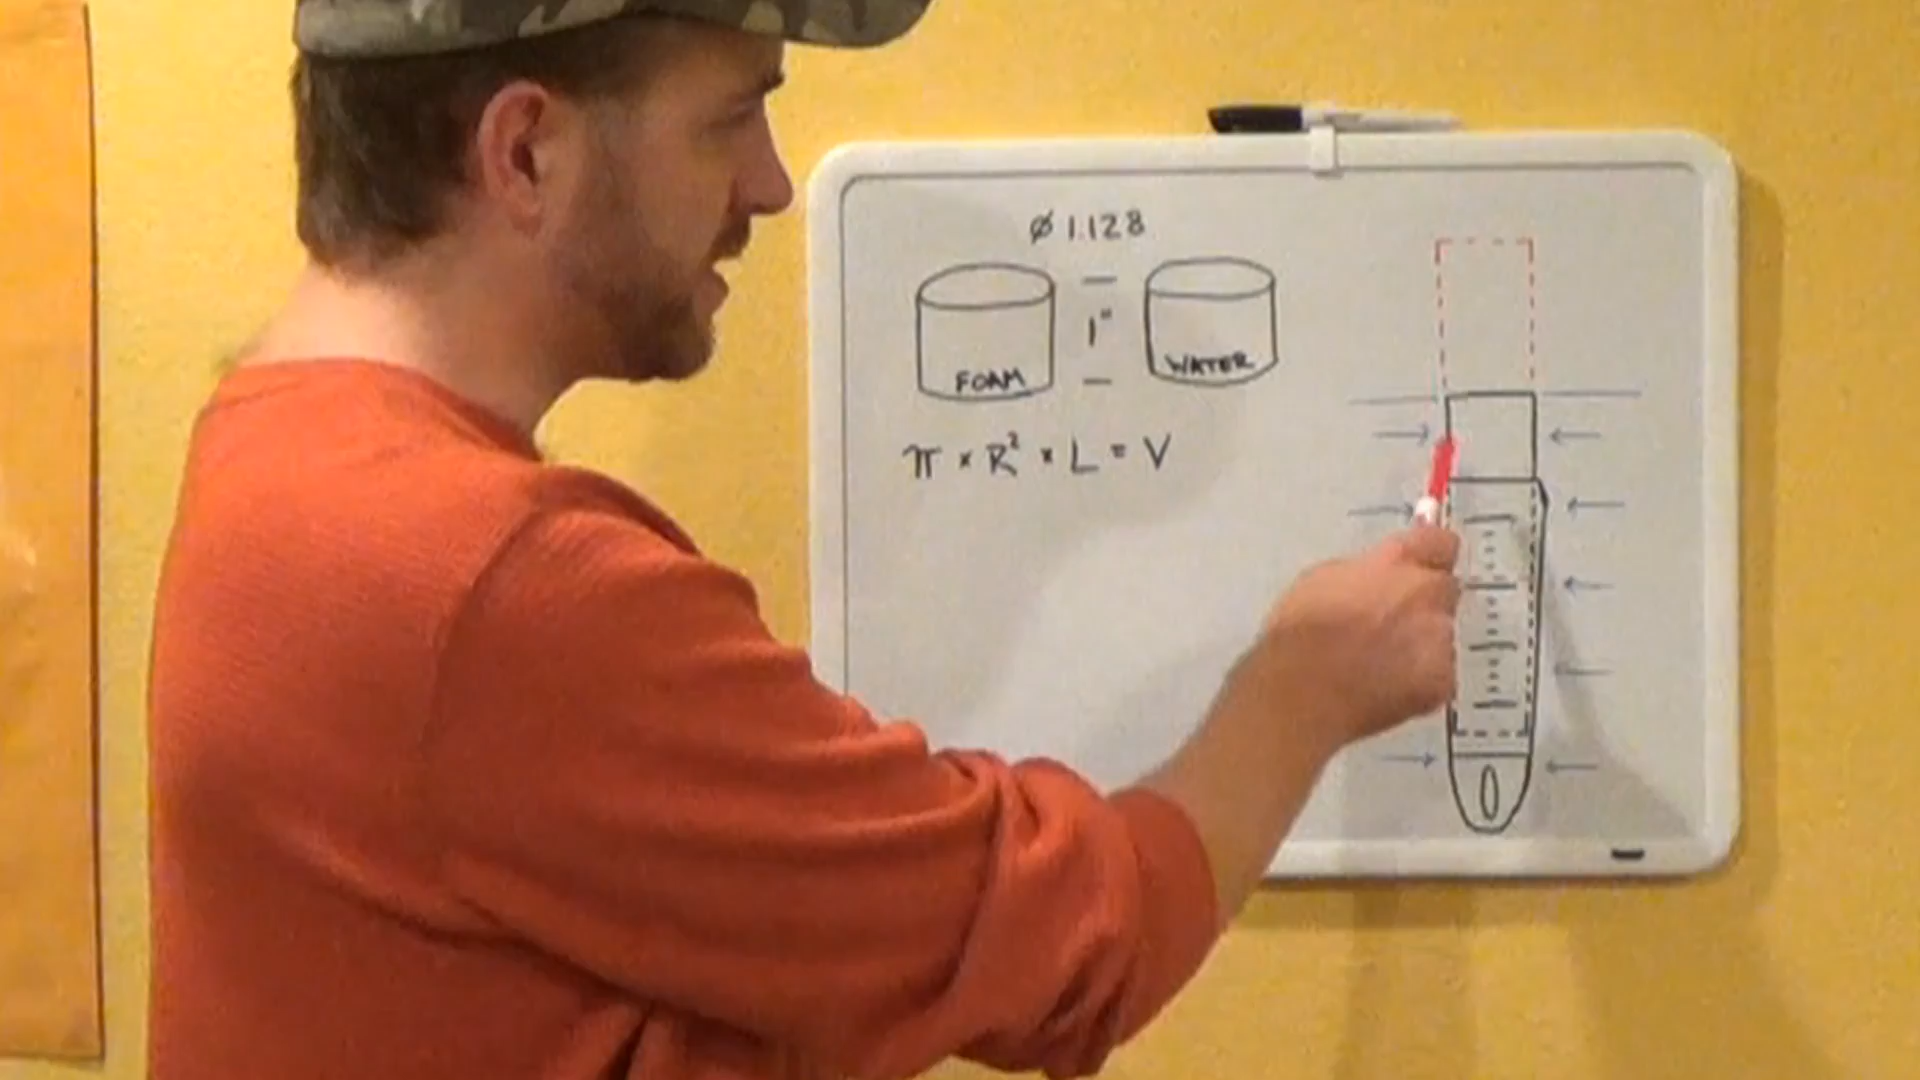 Ø 1.128
1"
FOAM
WATER
π × R² × L = V